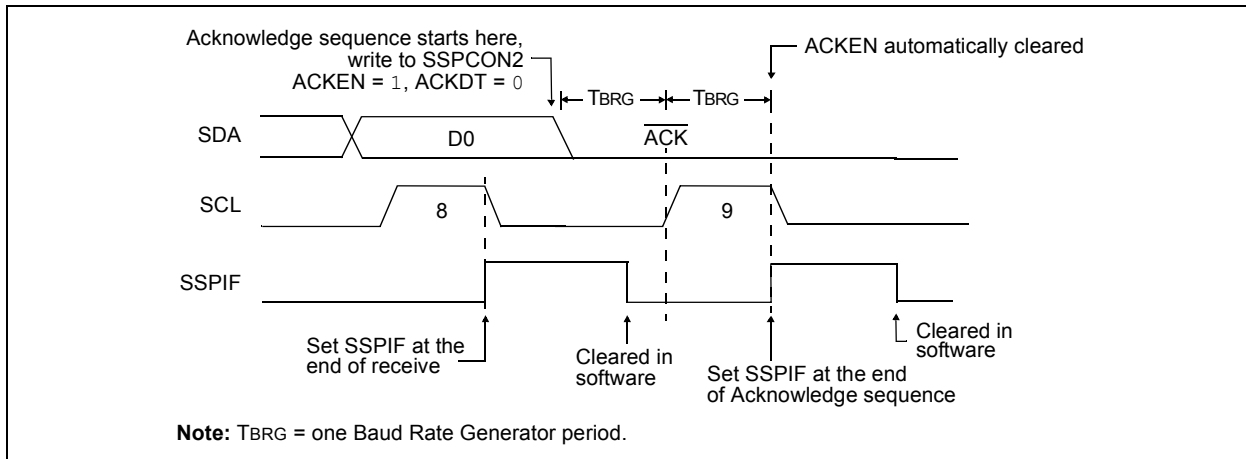 Acknowledge sequence starts here,
write to SSPCON2
ACKEN = 1, ACKDT = 0
ACKEN automatically cleared
TBRG
TBRG
SDA
D0
ACK
SCL
8
9
SSPIF
Set SSPIF at the
end of receive
Cleared in
software
Set SSPIF at the end
of Acknowledge sequence
Cleared in
software
Note: TBRG = one Baud Rate Generator period.